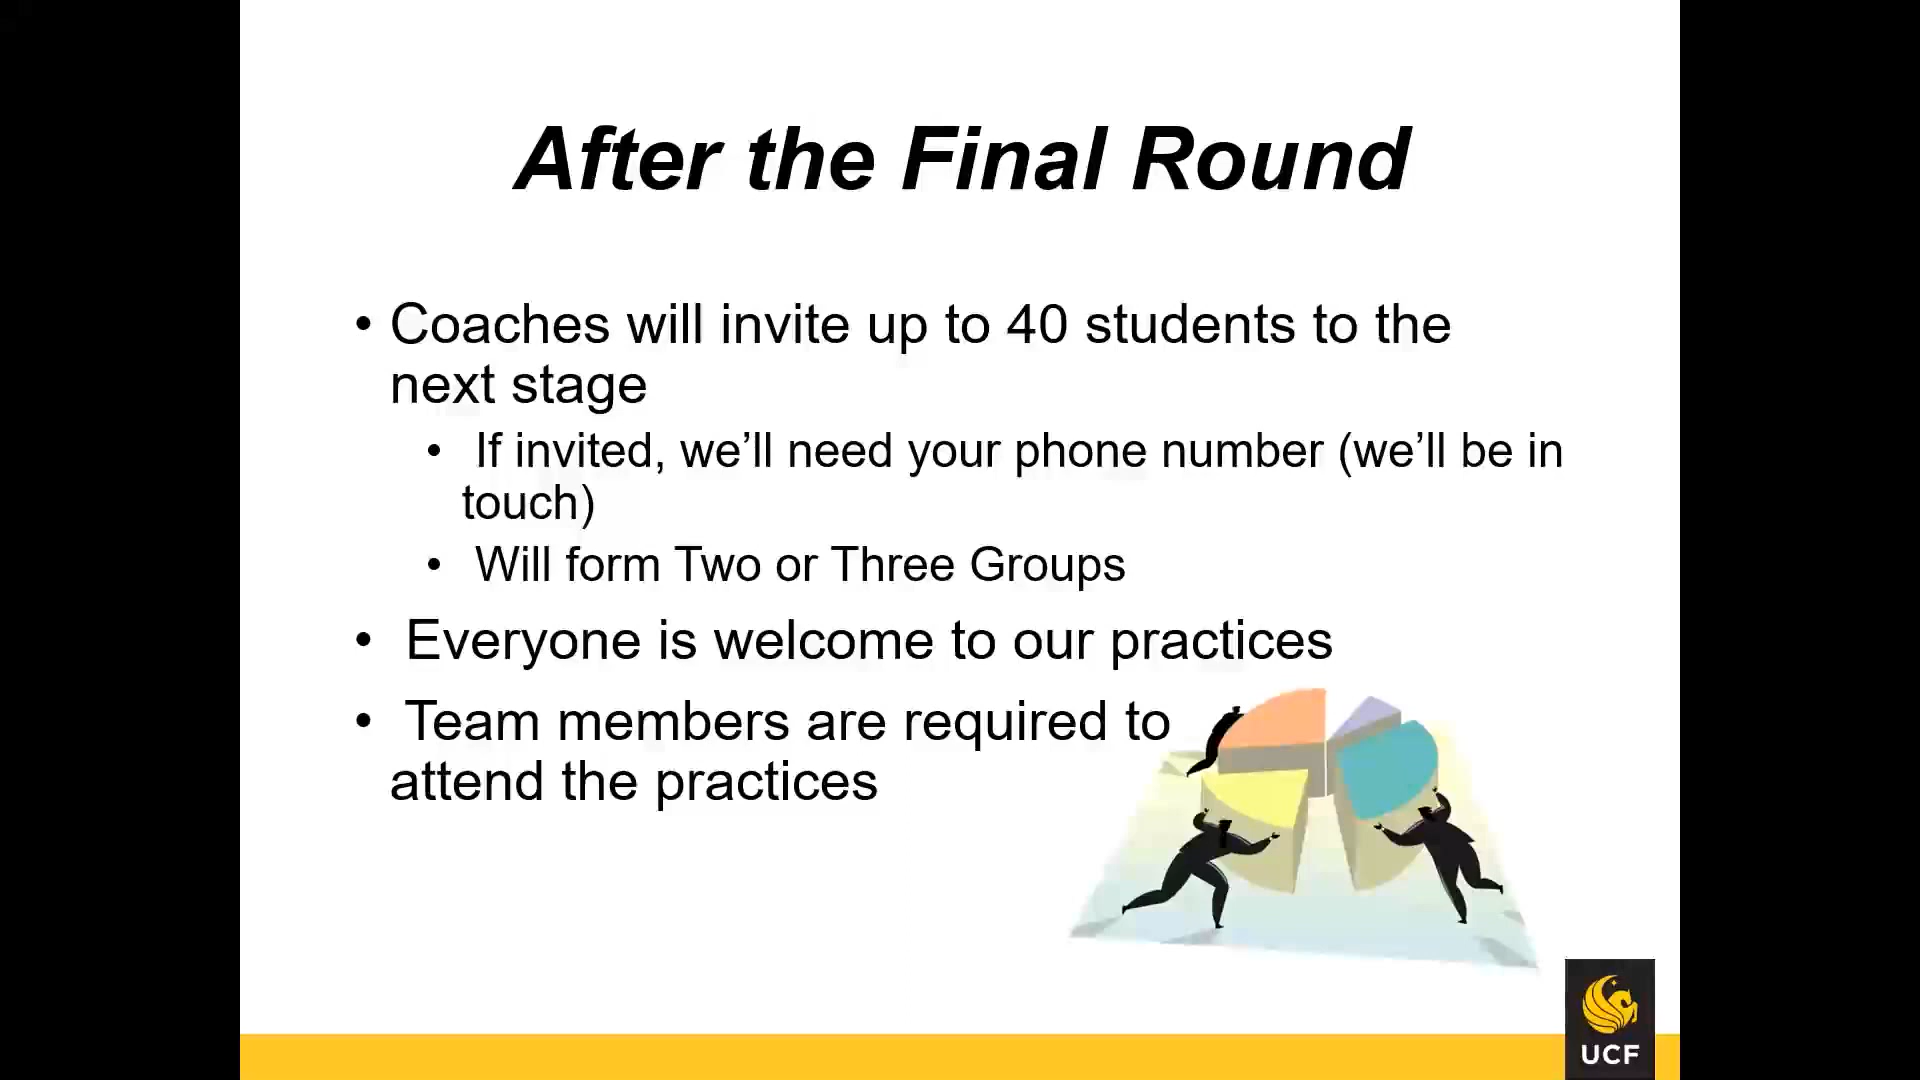 After the Final Round
• Coaches will invite up to 40 students to the
next stage
• If invited, we’ll need your phone number (we’ll be in
touch)
• Will form Two or Three Groups
• Everyone is welcome to our practices
• Team members are required to
attend the practices
UCF